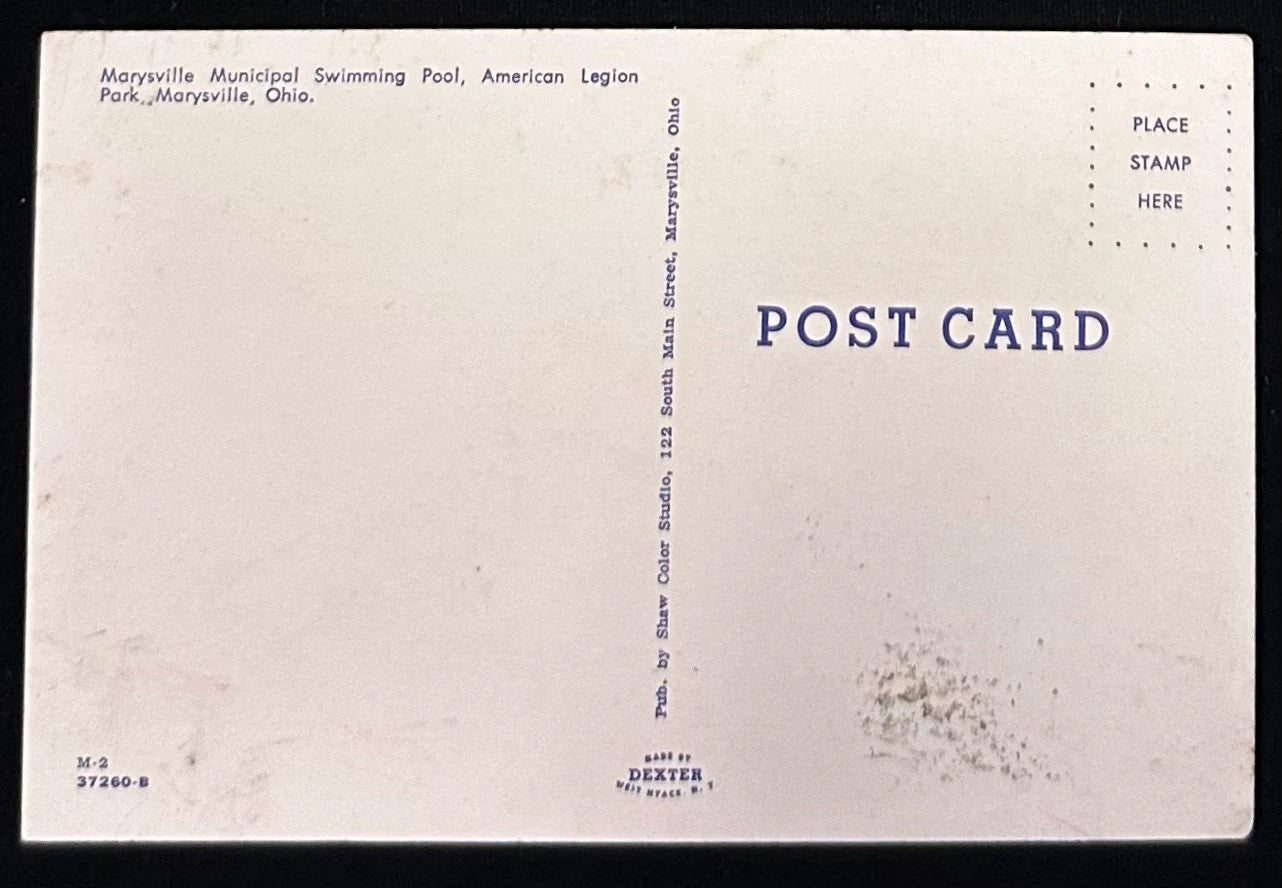 Marysville Municipal Swimming Pool, American Legion
Park, Marysville, Ohio.
Pub. by Shaw Color Studio, 122 South Main Street, Marysville, Ohio
PLACE
STAMP
HERE
POST CARD
M-2
37260-B
MADE BY
DEXTER
WEST NYACK, N. Y.